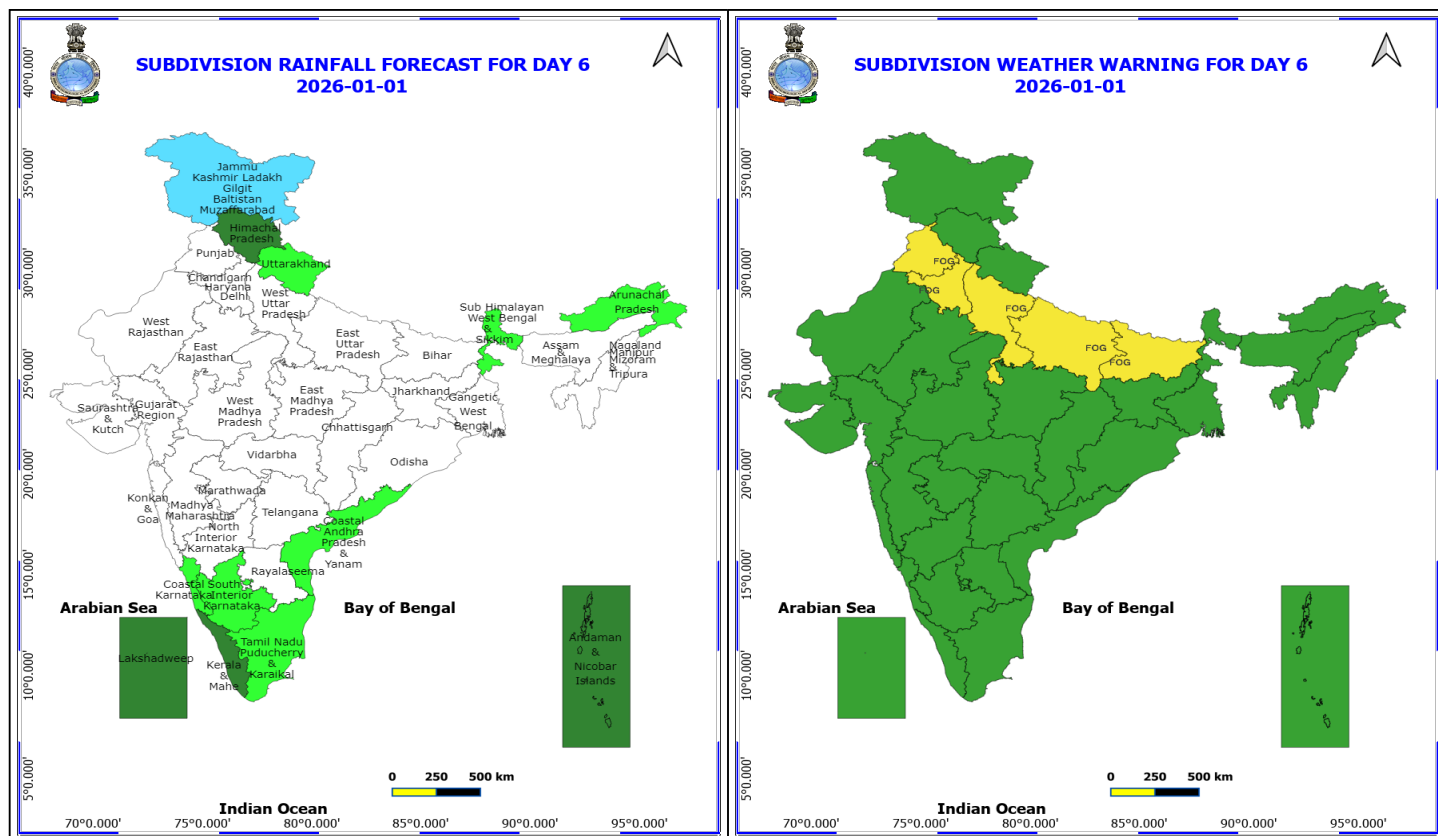 SUBDIVISION RAINFALL FORECAST FOR DAY 6
2026-01-01
40°0.000'
35°0.000'
30°0.000'
25°0.000'
20°0.000'
15°0.000'
10°0.000'
5°0.000'
Jammu
Kashmir Ladakh
Gilgit
Baltistan
Muzaffarabad
Himachal
Pradesh
Punjab
Uttarakhand
Chandigarh
Haryana
Delhi
West
Uttar
Pradesh
Arunachal
Pradesh
Sub Himalayan
West Bengal
&
Sikkim
West
Rajasthan
East
Rajasthan
East
Uttar
Pradesh
Bihar
Assam
&
Meghalaya
Nagaland
Manipur
Mizoram
&
Tripura
Saurashtra
&
Kutch
Gujarat
Region
West
Madhya
Pradesh
East
Madhya
Pradesh
Jharkhand
Gangetic
West
Bengal
Chhattisgarh
Vidarbha
Odisha
Konkan
&
Goa
Madhya
Maharashtra
Marathwada
Telangana
North
Interior
Karnataka
Coastal
Andhra
Pradesh
&
Yanam
Rayalaseema
Coastal
Karnataka
South
Interior
Karnataka
Arabian Sea
Bay of Bengal
Lakshadweep
Kerala
&
Mahe
Tamil Nadu
Puducherry
&
Karaikal
Andaman
&
Nicobar
Islands
0 250 500 km
Indian Ocean
70°0.000' 75°0.000' 80°0.000' 85°0.000' 90°0.000' 95°0.000'
SUBDIVISION WEATHER WARNING FOR DAY 6
2026-01-01
40°0.000'
35°0.000'
30°0.000'
25°0.000'
20°0.000'
15°0.000'
10°0.000'
5°0.000'
FOG
FOG
FOG
FOG
FOG
Arabian Sea
Bay of Bengal
0 250 500 km
Indian Ocean
70°0.000' 75°0.000' 80°0.000' 85°0.000' 90°0.000' 95°0.000'